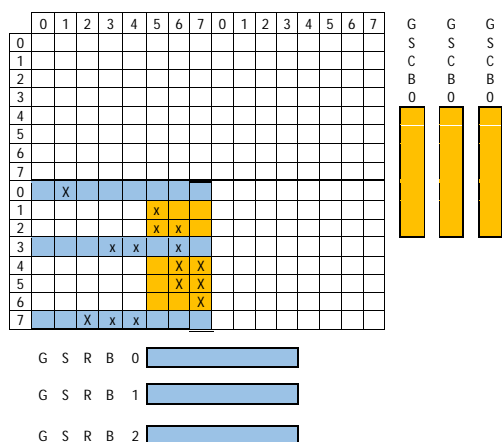 0 1 2 3 4 5 6 7 0 1 2 3 4 5 6 7
0
1
2
3
4
5
6
7
0 X
1 x
2 x x
3 x x x
4 X X
5 X X
6 X
7 X x x
G G G
S S S
C C C
B B B
0 0 0
G S R B 0
G S R B 1
G S R B 2